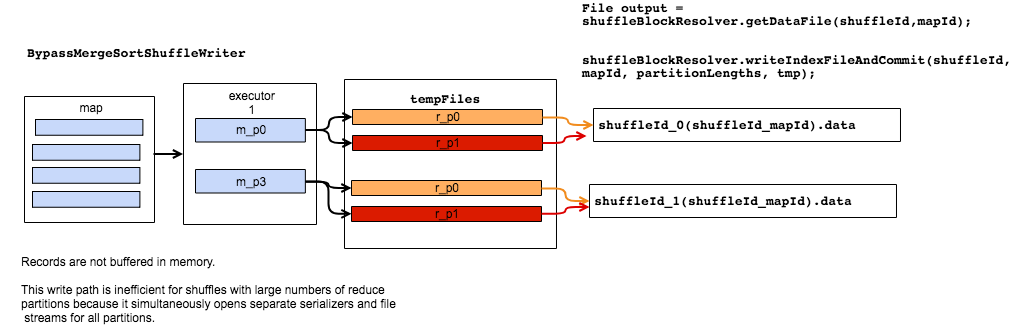 File output =
shuffleBlockResolver.getDataFile(shuffleId,mapId);
BypassMergeSortShuffleWriter
shuffleBlockResolver.writeIndexFileAndCommit(shuffleId,
mapId, partitionLengths, tmp);
map
executor
1
tempFiles
m_p0
r_p0
r_p1
shuffleId_0(shuffleId_mapId).data
m_p3
r_p0
r_p1
shuffleId_1(shuffleId_mapId).data
Records are not buffered in memory.
This write path is inefficient for shuffles with large numbers of reduce
partitions because it simultaneously opens separate serializers and file
streams for all partitions.